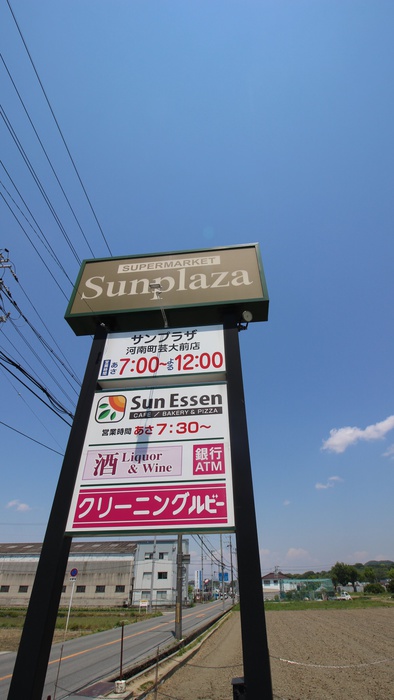 SUPERMARKET
Sunplaza
サンプラザ
河南町芸大前店
あさ7:00~よる12:00
Sun Essen
CAFE / BAKERY & PIZZA
営業時間 あさ7:30~
酒 Liquor & Wine
銀行 ATM
クリーニングルビー